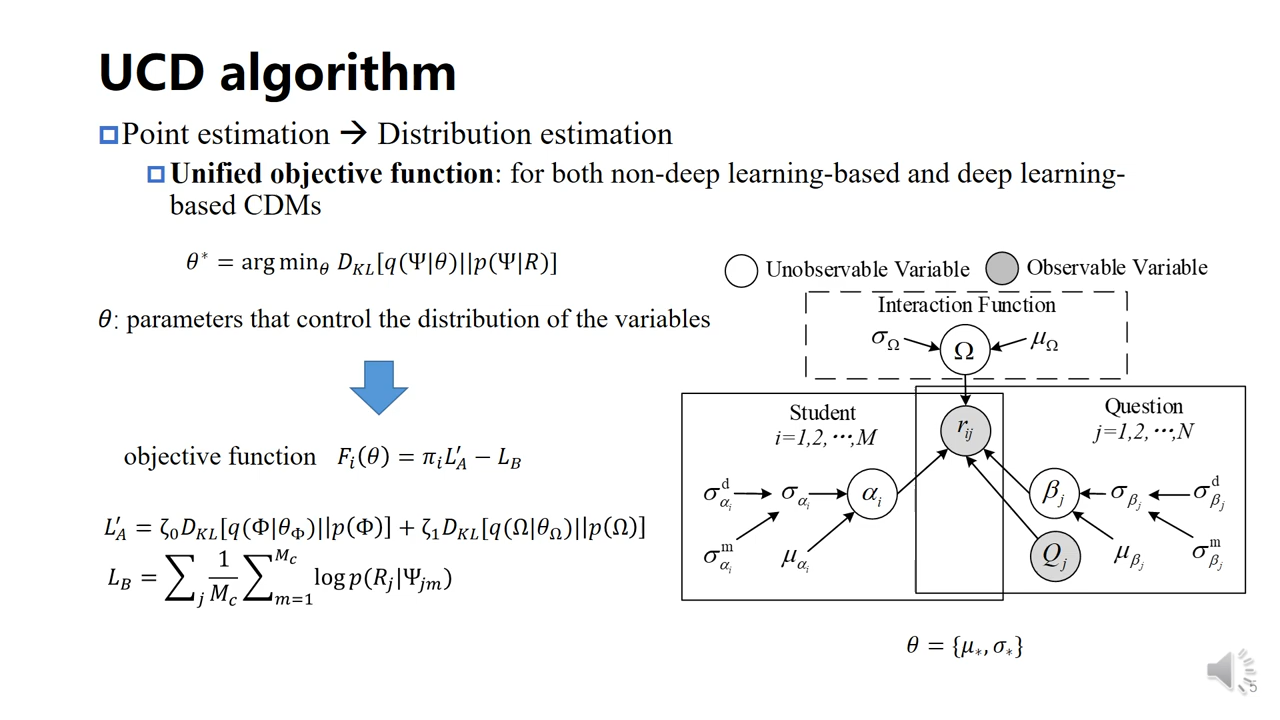 UCD algorithm
Point estimation → Distribution estimation
Unified objective function: for both non-deep learning-based and deep learning-
based CDMs
θ* = arg min_θ D_KL[q(Ψ|θ)||p(Ψ|R)]
θ: parameters that control the distribution of the variables
objective function F_i(θ) = π_i L′_A − L_B
L′_A = ζ_0 D_KL[q(Φ|θ_Φ)||p(Φ)] + ζ_1 D_KL[q(Ω|θ_Ω)||p(Ω)]
L_B = ∑_j 1/M_c ∑_{m=1}^{M_c} log p(R_j|Ψ_jm)
Unobservable Variable
Observable Variable
Interaction Function
σ_Ω
Ω
μ_Ω
Student
i=1,2,⋯,M
Question
j=1,2,⋯,N
r_ij
σ^d_{α_i}
σ_{α_i}
α_i
β_j
σ_{β_j}
σ^d_{β_j}
σ^m_{α_i}
μ_{α_i}
Q_j
μ_{β_j}
σ^m_{β_j}
θ = {μ_*, σ_*}
5